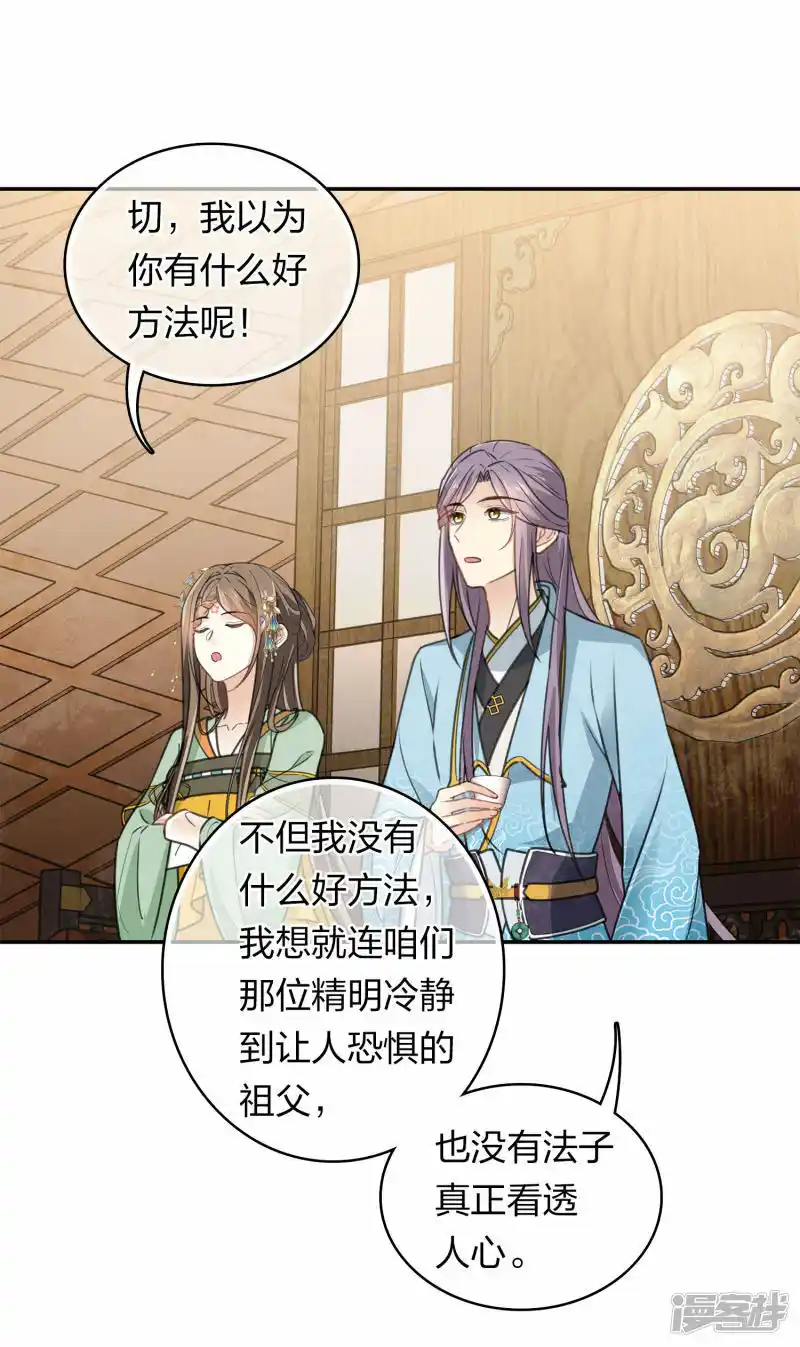 切，我以为
你有什么好
方法呢！
不但我没有
什么好方法，
我想就连咱们
那位精明冷静
到让人恐惧的
祖父，
也没有法子
真正看透
人心。
漫客栈